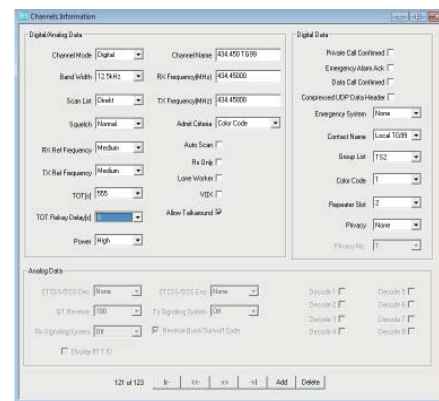 Channels Information
Digital/Analog Data
Channel Mode Digital
Channel Name 434.450 TG99
Band Width 12.5kHz
RX Frequency(MHz) 434.45000
Scan List Direkt
TX Frequency(MHz) 434.45000
Squelch Normal
Admit Criteria Color Code
RX Ref Frequency Medium
Auto Scan
TX Ref Frequency Medium
Rx Only
Lone Worker
TOT[s] 555
VOX
TOT Rekey Delay[s] 0
Allow Talkaround
Power High
Digital Data
Private Call Confirmed
Emergency Alarm Ack
Data Call Confirmed
Compressed UDP Data Header
Emergency System None
Contact Name Local TG99
Group List TS2
Color Code 1
Repeater Slot 2
Privacy None
Privacy No. 1
Analog Data
CTCSS/DCS Dec None
CTCSS/DCS Enc None
QT Reverse 180
Tx Signaling System Off
Rx Signaling System Off
Reverse Burst/Turn-off Code
Display PTT ID
Decode 1
Decode 5
Decode 2
Decode 6
Decode 3
Decode 7
Decode 4
Decode 8
121 of 123
Add
Delete